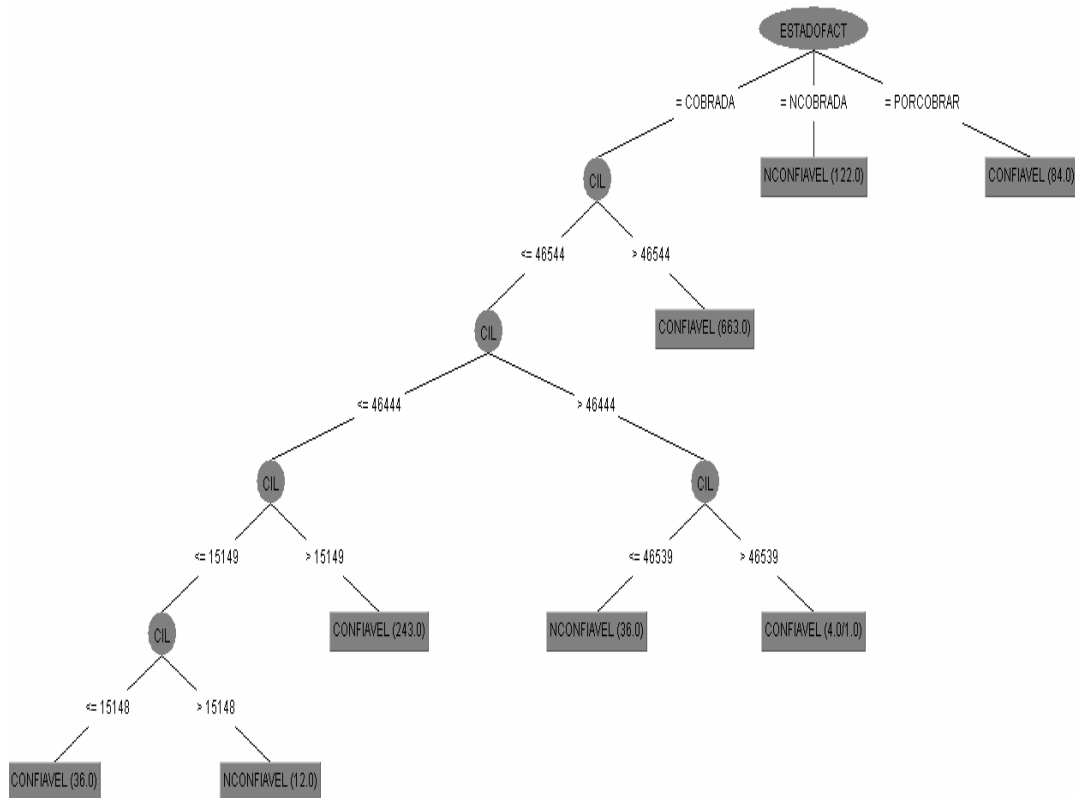 ESTADOFACT
= COBRADA
= NCOBRADA
= PORCOBRAR
CIL
NCONFIAVEL (122.0)
CONFIAVEL (84.0)
<= 46544
> 46544
CIL
CONFIAVEL (663.0)
<= 46444
> 46444
CIL
CIL
<= 15149
> 15149
<= 46539
> 46539
CIL
CONFIAVEL (243.0)
NCONFIAVEL (36.0)
CONFIAVEL (4.0/1.0)
<= 15148
> 15148
CONFIAVEL (36.0)
NCONFIAVEL (12.0)